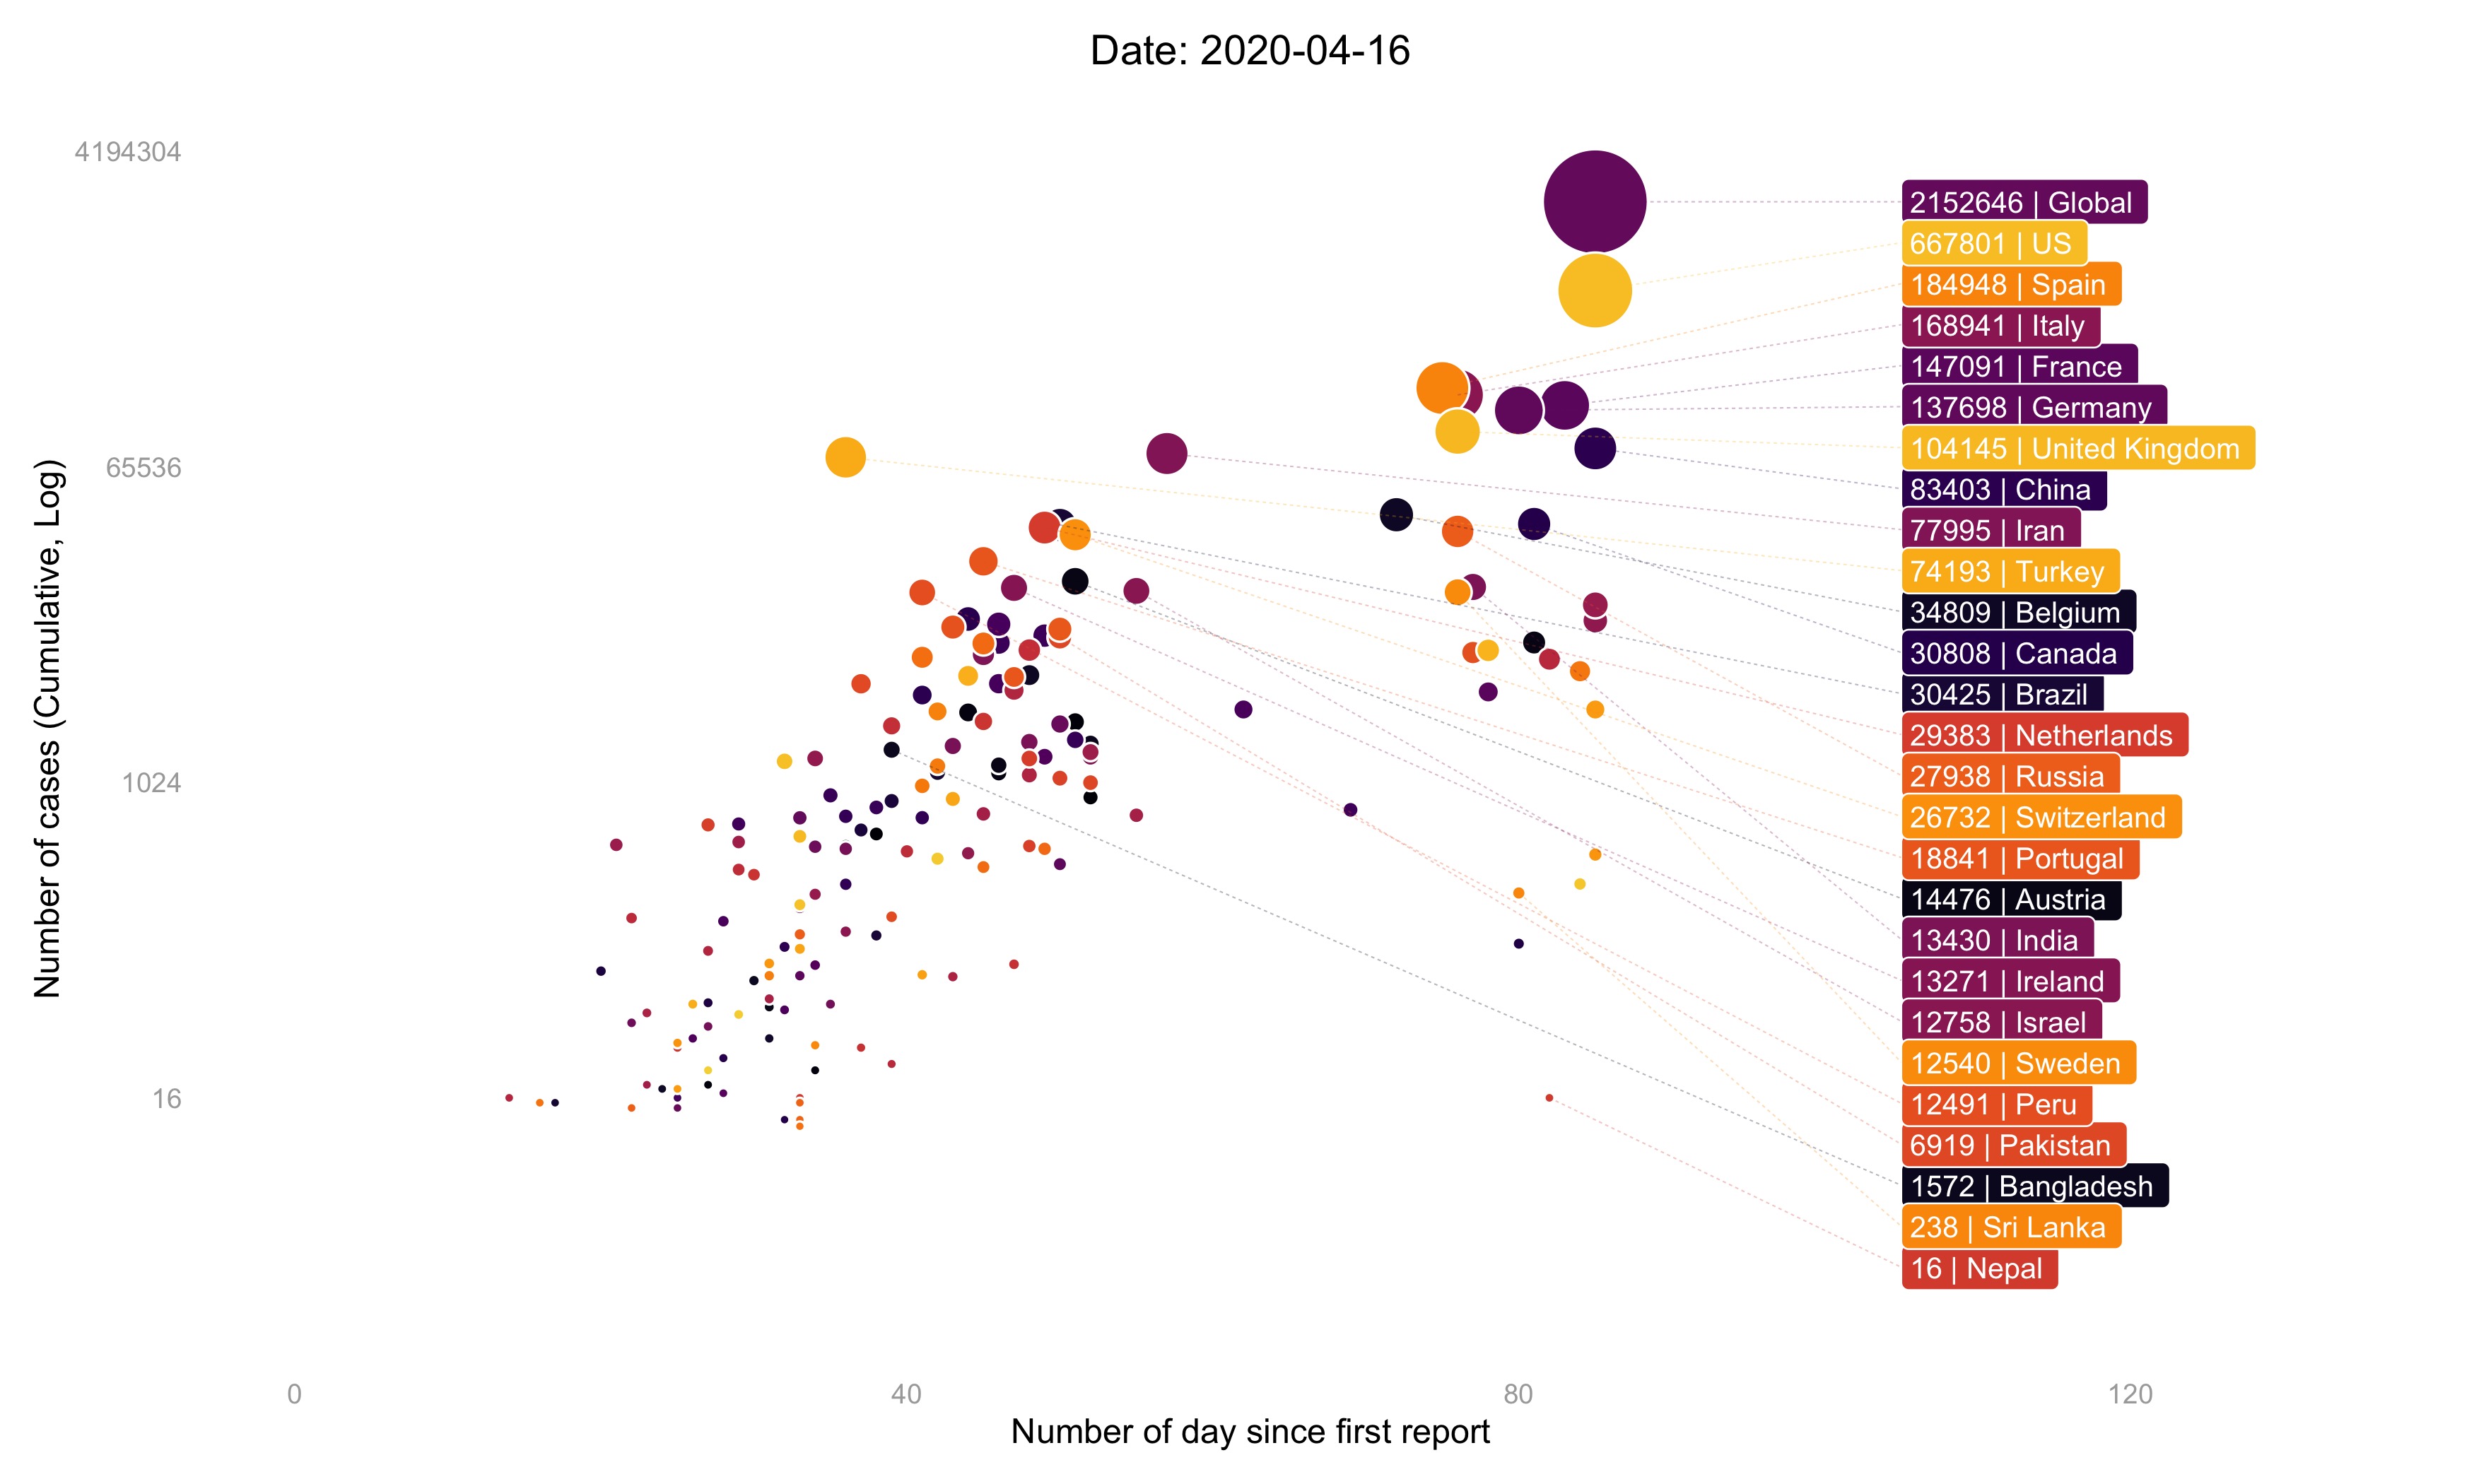 Date: 2020-04-16
4194304
65536
1024
16
Number of cases (Cumulative, Log)
2152646 | Global
667801 | US
184948 | Spain
168941 | Italy
147091 | France
137698 | Germany
104145 | United Kingdom
83403 | China
77995 | Iran
74193 | Turkey
34809 | Belgium
30808 | Canada
30425 | Brazil
29383 | Netherlands
27938 | Russia
26732 | Switzerland
18841 | Portugal
14476 | Austria
13430 | India
13271 | Ireland
12758 | Israel
12540 | Sweden
12491 | Peru
6919 | Pakistan
1572 | Bangladesh
238 | Sri Lanka
16 | Nepal
0
40
80
120
Number of day since first report